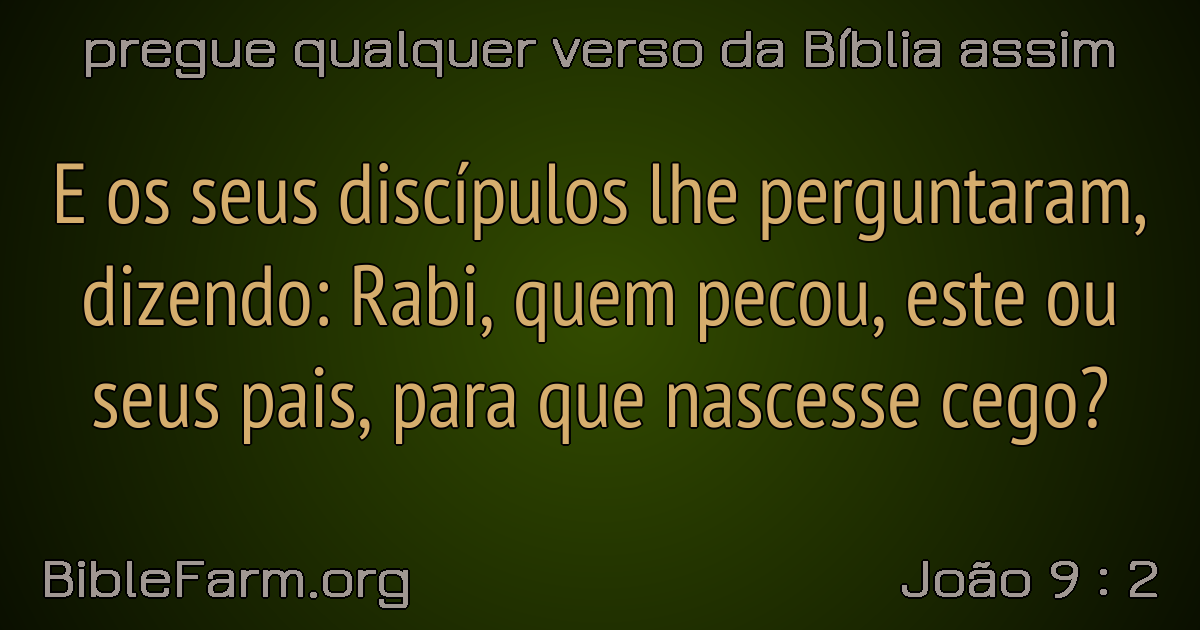 pregue qualquer verso da Bíblia assim
E os seus discípulos lhe perguntaram,
dizendo: Rabi, quem pecou, este ou
seus pais, para que nascesse cego?
BibleFarm.org
João 9 : 2